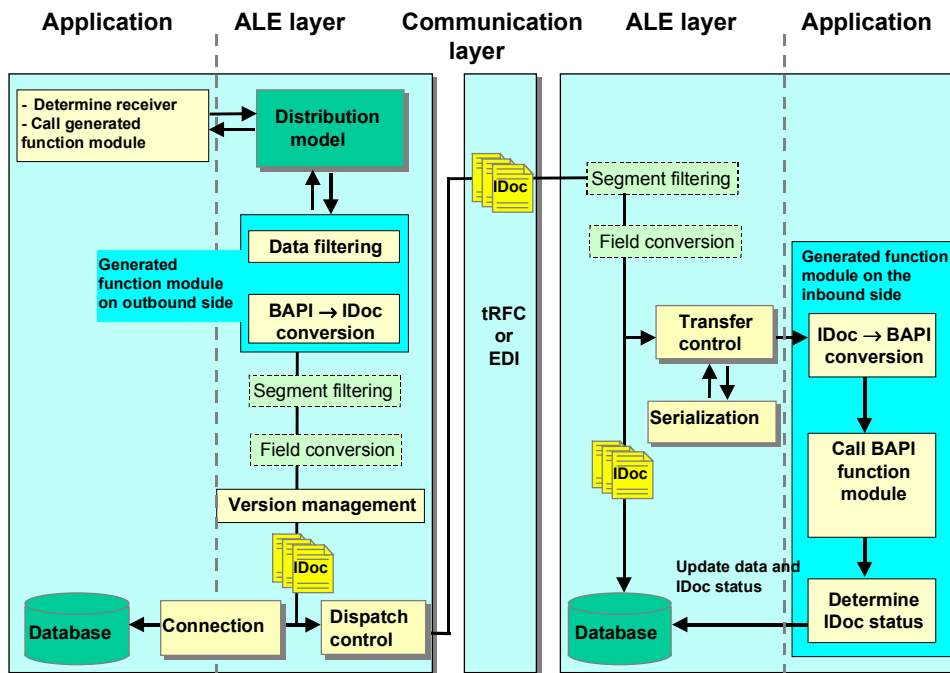 Application
ALE layer
Communication
layer
ALE layer
Application
- Determine receiver
- Call generated
function module
Distribution
model
Data filtering
Generated
function module
on outbound side
BAPI → IDoc
conversion
Segment filtering
Field conversion
Version management
IDoc
Database
Connection
Dispatch
control
IDoc
tRFC
or
EDI
Segment filtering
Field conversion
Transfer
control
Serialization
IDoc
Update data and
IDoc status
Database
Generated function
module on the
inbound side
IDoc → BAPI
conversion
Call BAPI
function
module
Determine
IDoc status